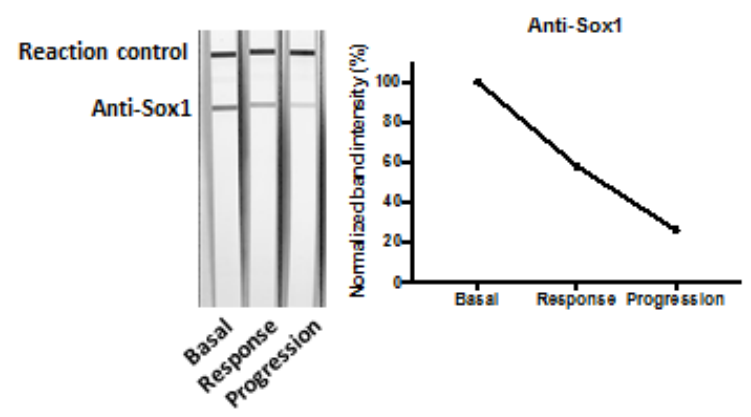 Reaction control
Anti-Sox1
Basal
Response
Progression
Anti-Sox1
Normalized band intensity (%)
100
80
60
40
20
0
Basal
Response
Progression